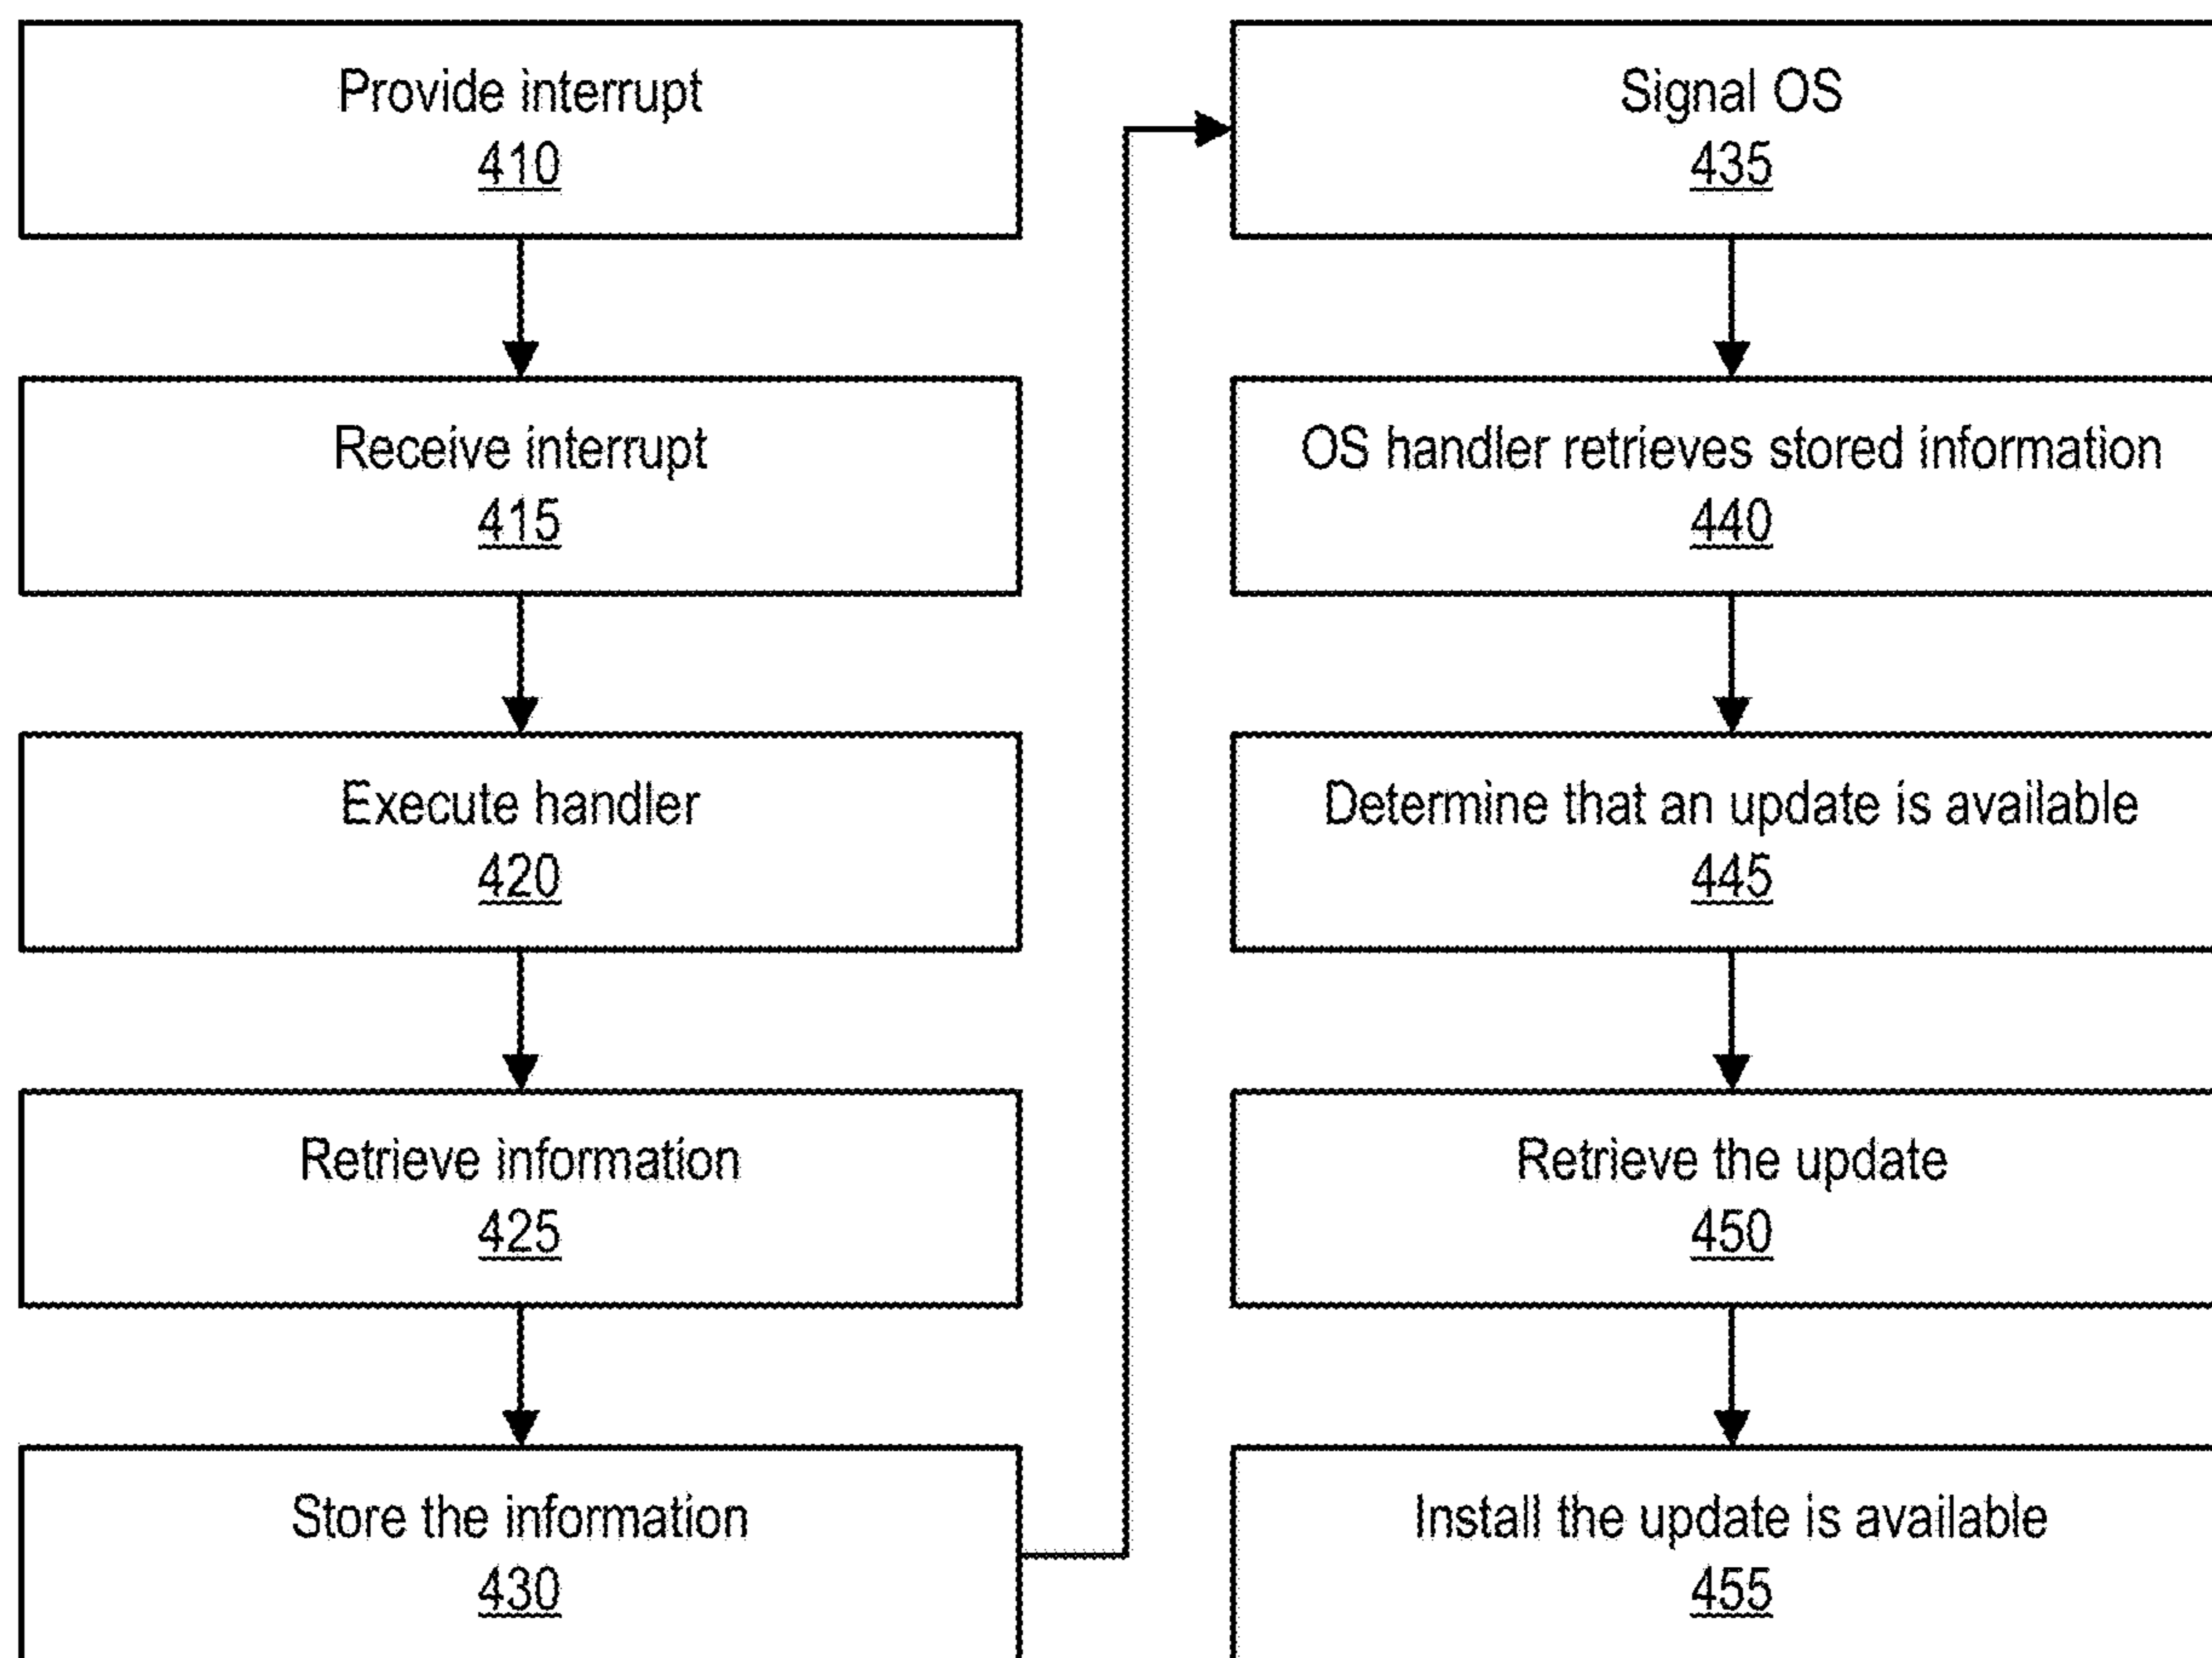 Provide interrupt
410
Receive interrupt
415
Execute handler
420
Retrieve information
425
Store the information
430
Signal OS
435
OS handler retrieves stored information
440
Determine that an update is available
445
Retrieve the update
450
Install the update is available
455